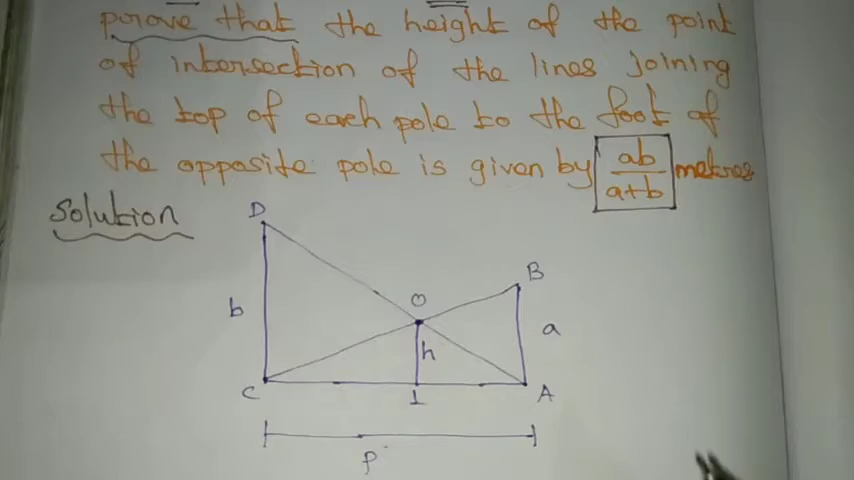 prove that the height of the point
of intersection of the lines joining
the top of each pole to the foot of
the opposite pole is given by ab/a+b metres
Solution
D
B
O
b
a
h
C
L
A
P